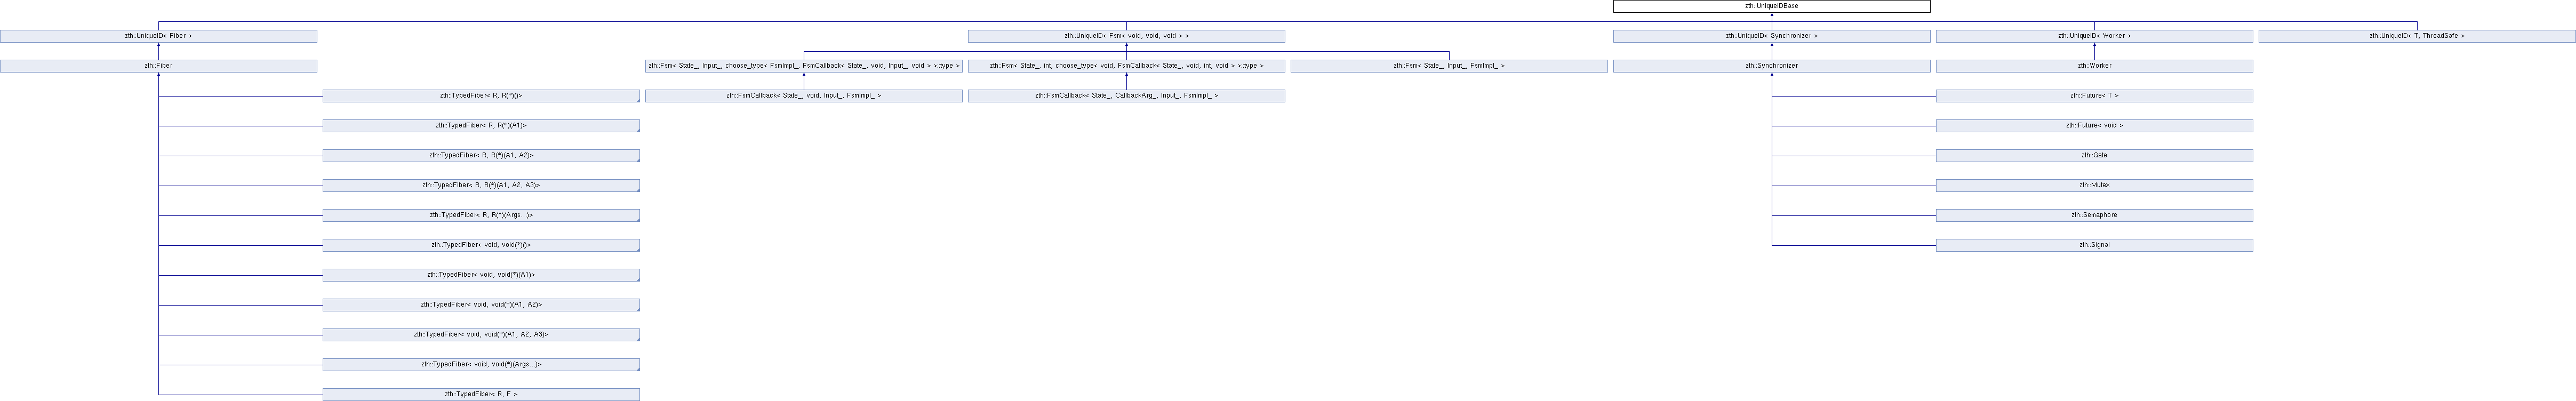 zth::UniqueIDBase
zth::UniqueID< Fiber >
zth::UniqueID< Fsm< void, void, void > >
zth::UniqueID< Synchronizer >
zth::UniqueID< Worker >
zth::UniqueID< T, ThreadSafe >
zth::Fiber
zth::Fsm< State_, Input_, choose_type< FsmImpl_, FsmCallback< State_, void, Input_, void > >::type >
zth::Fsm< State_, int, choose_type< void, FsmCallback< State_, void, int, void > >::type >
zth::Fsm< State_, Input_, FsmImpl_ >
zth::Synchronizer
zth::Worker
zth::TypedFiber< R, R(*)()>
zth::FsmCallback< State_, void, Input_, FsmImpl_ >
zth::FsmCallback< State_, CallbackArg_, Input_, FsmImpl_ >
zth::Future< T >
zth::TypedFiber< R, R(*)(A1)>
zth::Future< void >
zth::TypedFiber< R, R(*)(A1, A2)>
zth::Gate
zth::TypedFiber< R, R(*)(A1, A2, A3)>
zth::Mutex
zth::TypedFiber< R, R(*)(Args...)>
zth::Semaphore
zth::TypedFiber< void, void(*)()>
zth::Signal
zth::TypedFiber< void, void(*)(A1)>
zth::TypedFiber< void, void(*)(A1, A2)>
zth::TypedFiber< void, void(*)(A1, A2, A3)>
zth::TypedFiber< void, void(*)(Args...)>
zth::TypedFiber< R, F >